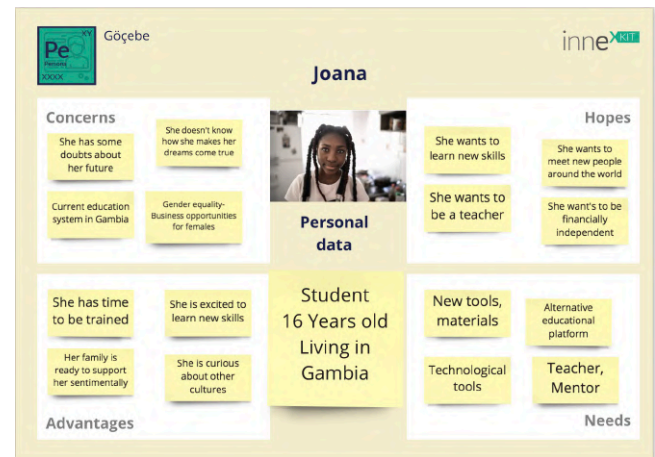 Pe
XY
Persona
XXXX
Göçebe
inneXKIT
Joana
Concerns
She has some
doubts about
her future
She doesn't know
how she makes her
dreams come true
Current education
system in Gambia
Gender equality-
Business opportunities
for females
Personal
data
Student
16 Years old
Living in
Gambia
Hopes
She wants to
learn new skills
She wants to
meet new people
around the world
She wants to
be a teacher
She want's to be
financially
independent
She has time
to be trained
She is excited to
learn new skills
Her family is
ready to support
her sentimentally
She is curious
about other
cultures
Advantages
New tools,
materials
Alternative
educational
platform
Technological
tools
Teacher,
Mentor
Needs